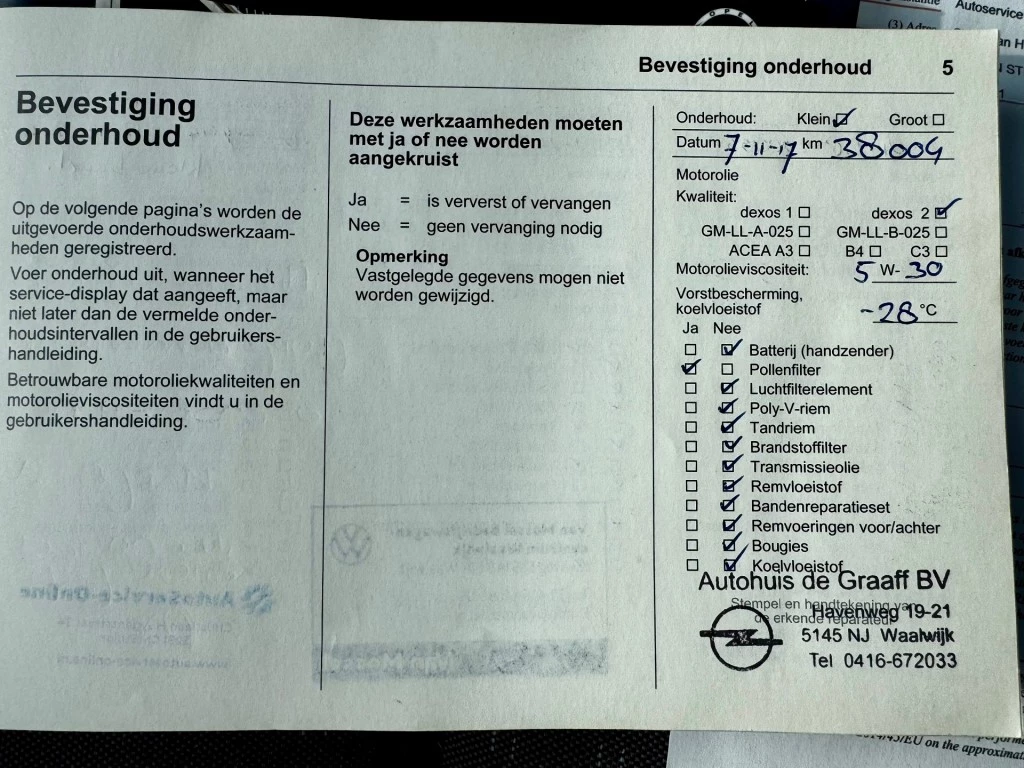 OPEL
(3) Adres
Autoservice
Bevestiging onderhoud 5
Bevestiging
onderhoud
Op de volgende pagina's worden de
uitgevoerde onderhoudswerkzaam-
heden geregistreerd.
Voer onderhoud uit, wanneer het
service-display dat aangeeft, maar
niet later dan de vermelde onder-
houdsintervallen in de gebruikers-
handleiding.
Betrouwbare motoroliekwaliteiten en
motorolieviscositeiten vindt u in de
gebruikershandleiding.
Deze werkzaamheden moeten
met ja of nee worden
aangekruist
Ja = is ververst of vervangen
Nee = geen vervanging nodig
Opmerking
Vastgelegde gegevens mogen niet
worden gewijzigd.
Onderhoud: Klein ☑ Groot ☐
Datum 7-11-17 km 38004
Motorolie
Kwaliteit:
dexos 1 ☐ dexos 2 ☑
GM-LL-A-025 ☐ GM-LL-B-025 ☐
ACEA A3 ☐ B4 ☐ C3 ☐
Motorolieviscositeit: 5 W- 30
Vorstbescherming,
koelvloeistof -28 °C
Ja Nee
☐ ☑ Batterij (handzender)
☑ ☐ Pollenfilter
☐ ☑ Luchtfilterelement
☐ ☑ Poly-V-riem
☐ ☑ Tandriem
☐ ☑ Brandstoffilter
☐ ☑ Transmissieolie
☐ ☑ Remvloeistof
☐ ☑ Bandenreparatieset
☐ ☑ Remvoeringen voor/achter
☐ ☑ Bougies
☐ ☑ Koelvloeistof
Autohuis de Graaff BV
Stempel en handtekening van
de erkende reparateur
Havenweg 19-21
5145 NJ Waalwijk
Tel 0416-672033
/EU on the approximat